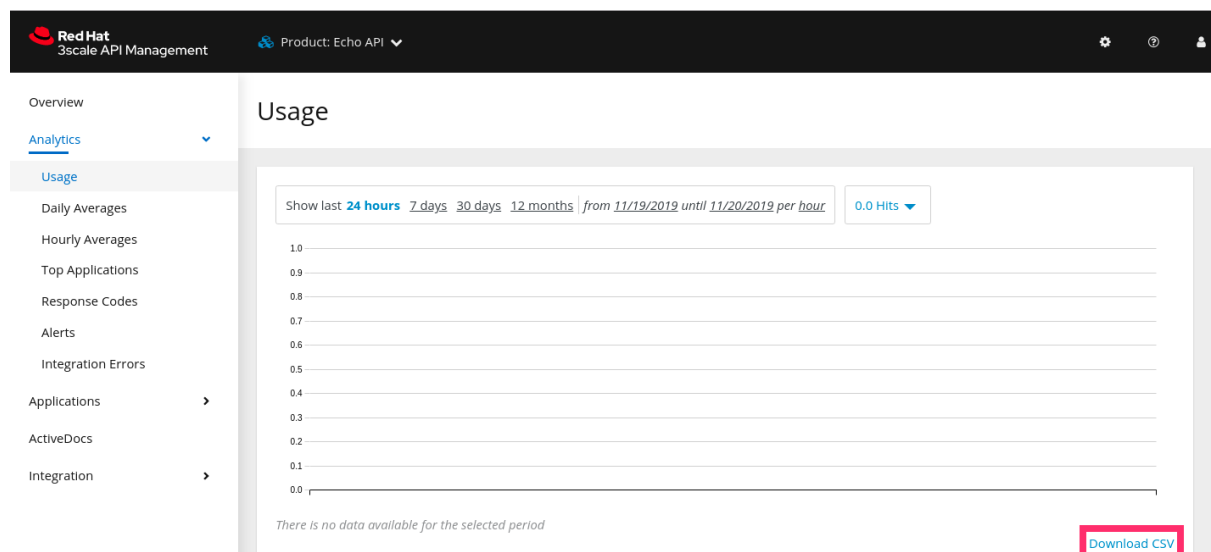 Red Hat
3scale API Management
Product: Echo API
Overview
Analytics
Usage
Daily Averages
Hourly Averages
Top Applications
Response Codes
Alerts
Integration Errors
Applications
ActiveDocs
Integration
Usage
Show last 24 hours 7 days 30 days 12 months from 11/19/2019 until 11/20/2019 per hour
0.0 Hits
1.0
0.9
0.8
0.7
0.6
0.5
0.4
0.3
0.2
0.1
0.0
There is no data available for the selected period
Download CSV